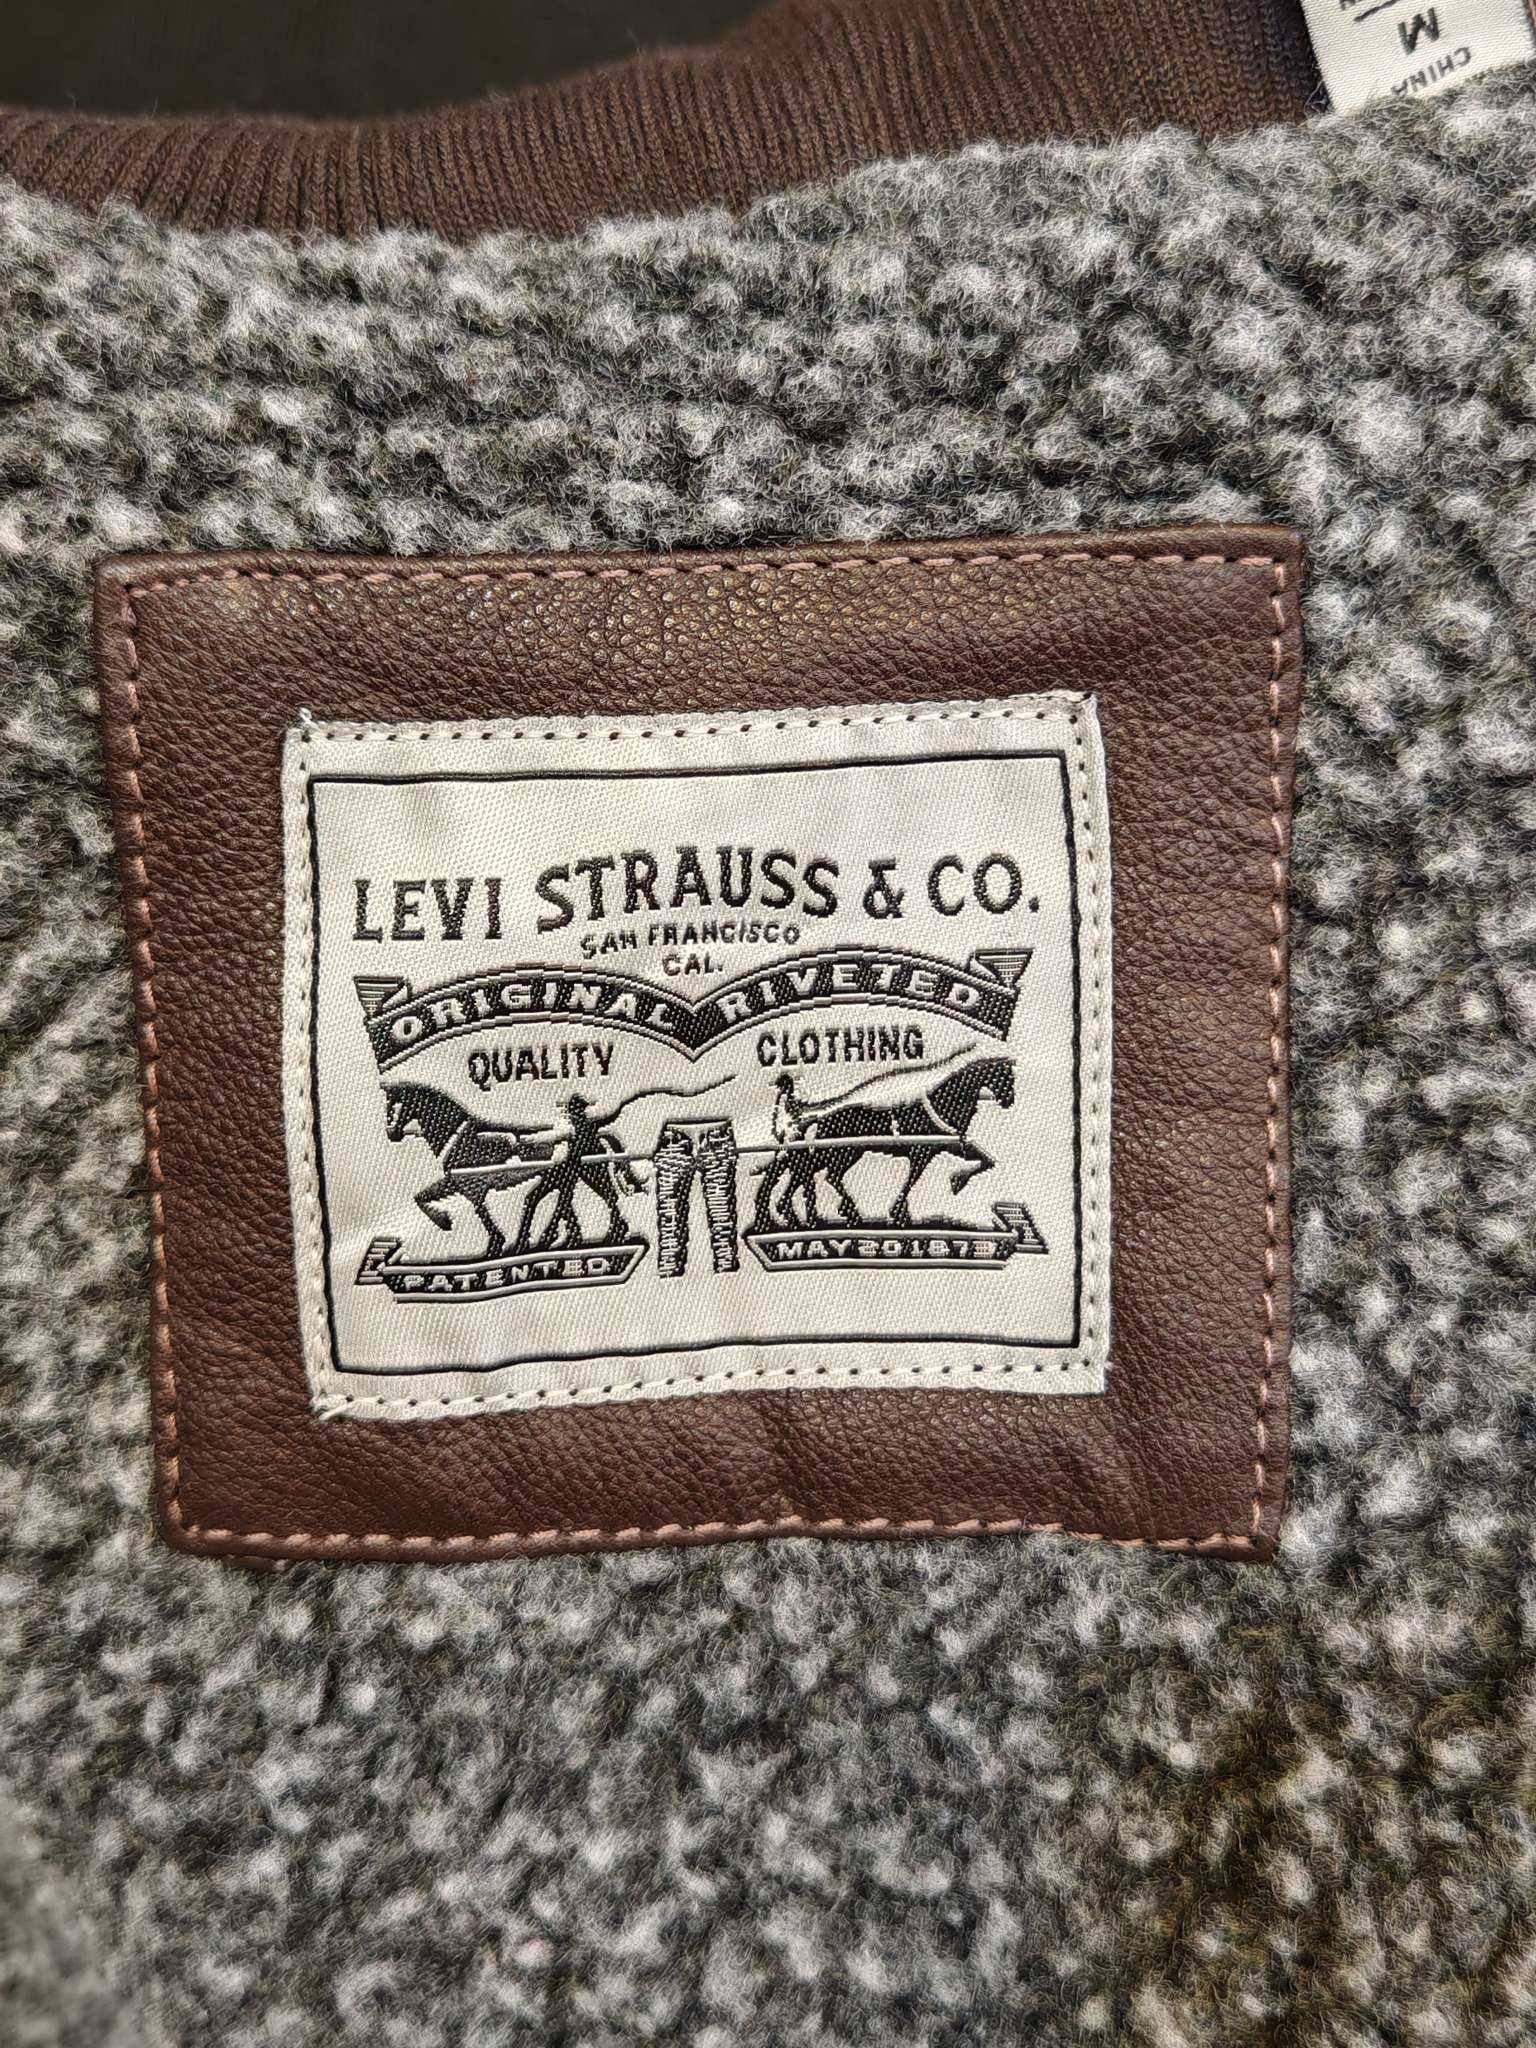 M
CHINA
LEVI STRAUSS & CO.
SAN FRANCISCO
CAL.
ORIGINAL RIVETED
QUALITY CLOTHING
PATENTED MAY 20 1873